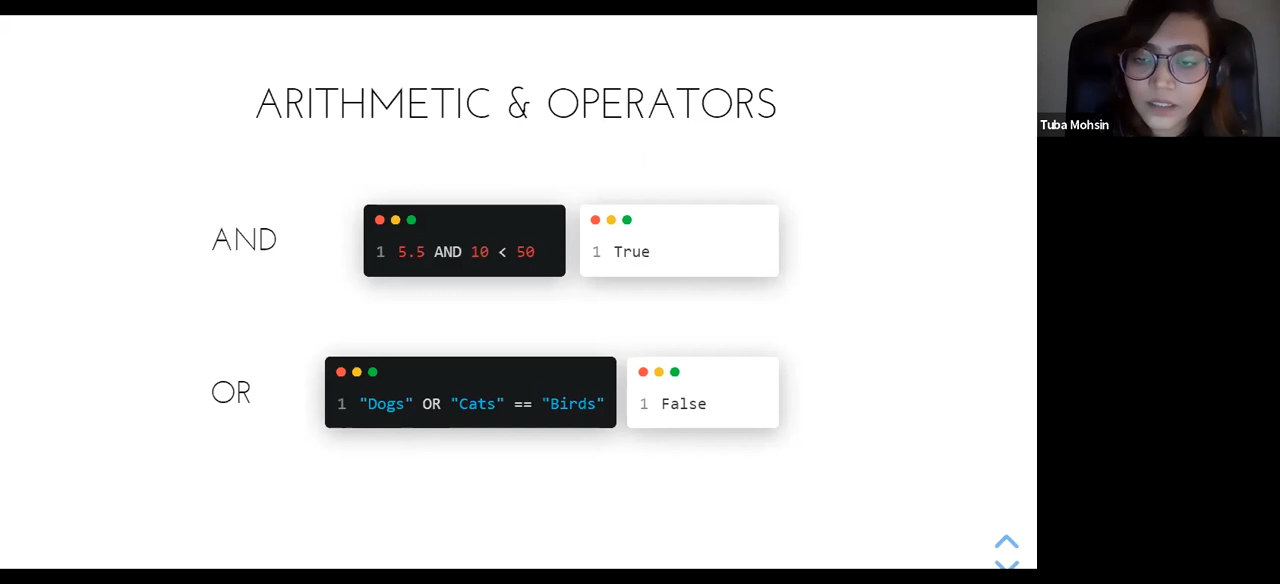 ARITHMETIC & OPERATORS
AND
1 5.5 AND 10 < 50
1 True
OR
1 "Dogs" OR "Cats" == "Birds"
1 False
Tuba Mohsin